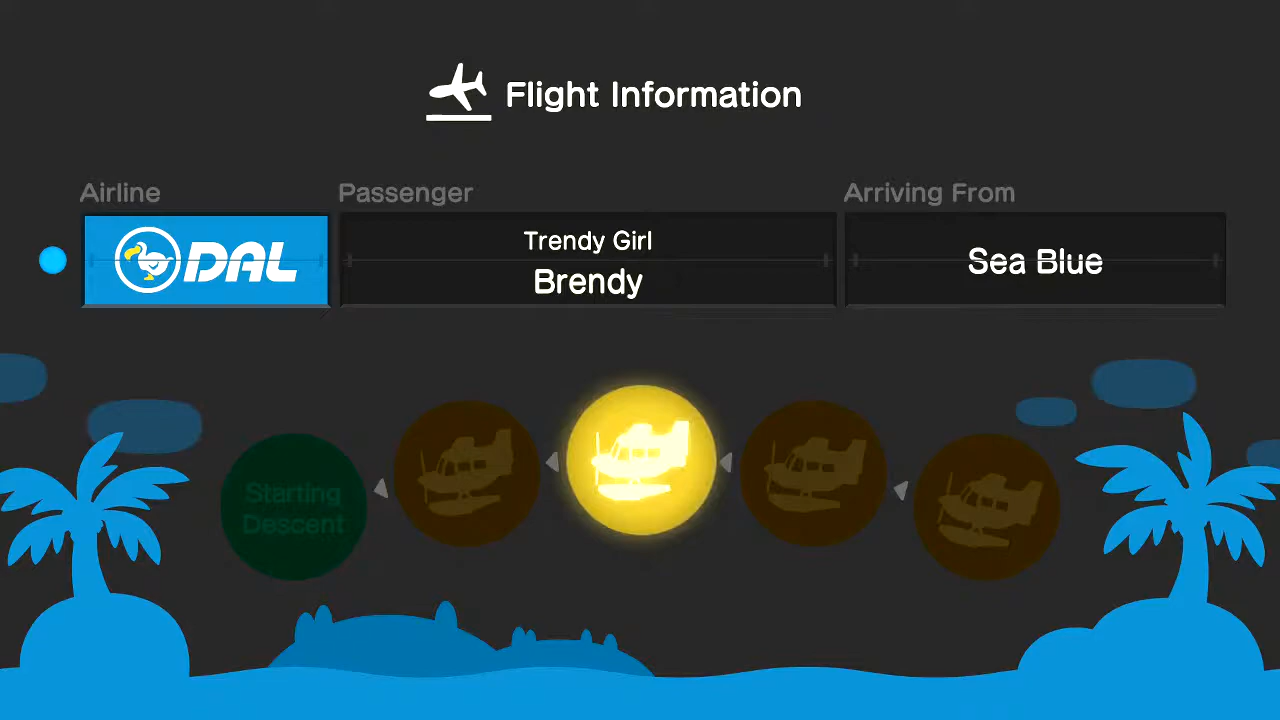 Flight Information
Airline
Passenger
Arriving From
DAL
Trendy Girl
Brendy
Sea Blue
Starting
Descent